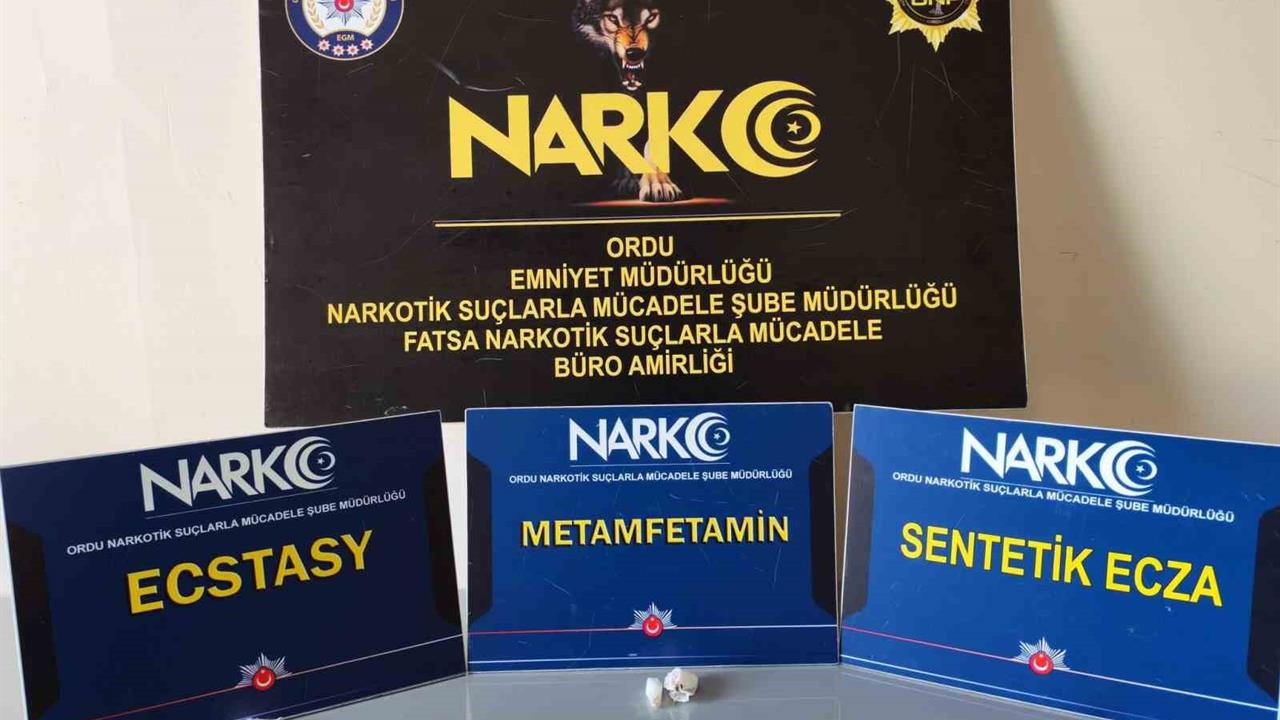 EGM
NARKO
ORDU
EMNİYET MÜDÜRLÜĞÜ
NARKOTİK SUÇLARLA MÜCADELE ŞUBE MÜDÜRLÜĞÜ
FATSA NARKOTİK SUÇLARLA MÜCADELE
BÜRO AMİRLİĞİ
NARKO
ORDU NARKOTİK SUÇLARLA MÜCADELE ŞUBE MÜDÜRLÜĞÜ
ECSTASY
NARKO
ORDU NARKOTİK SUÇLARLA MÜCADELE ŞUBE MÜDÜRLÜĞÜ
METAMFETAMİN
NARKO
ORDU NARKOTİK SUÇLARLA MÜCADELE ŞUBE MÜDÜRLÜĞÜ
SENTETİK ECZA